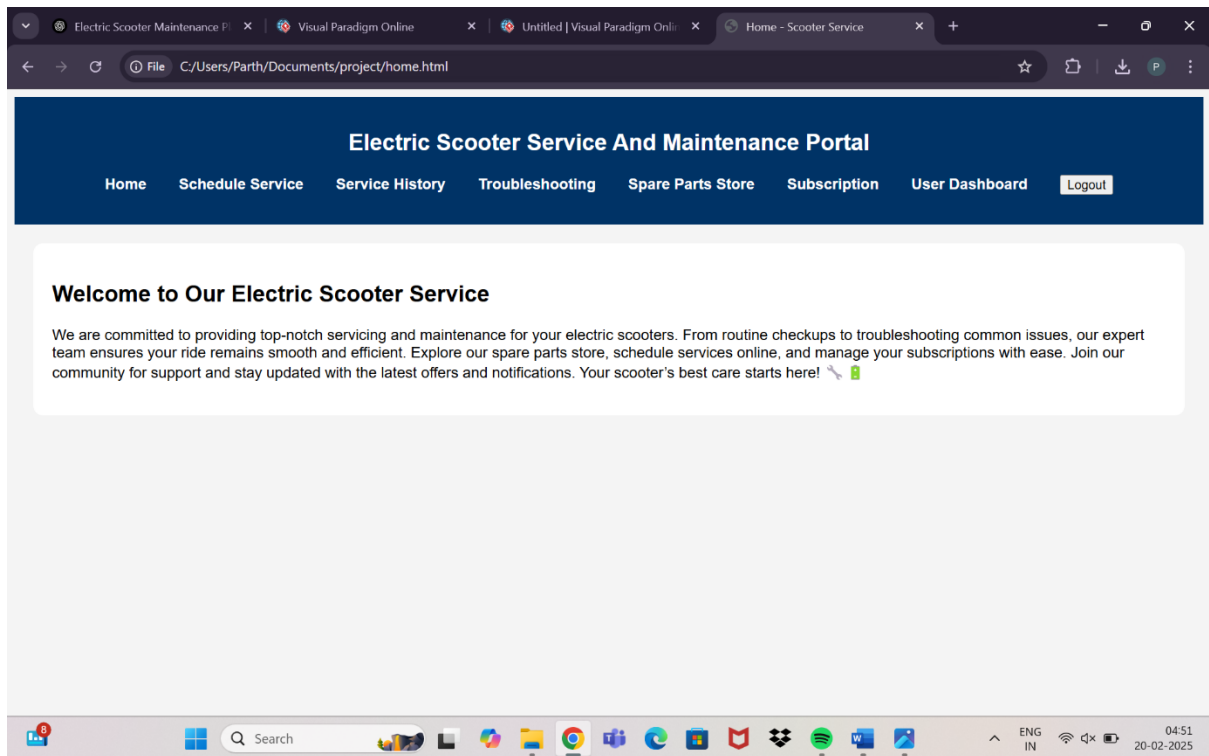 Electric Scooter Maintenance Pl
Visual Paradigm Online
Untitled | Visual Paradigm Onlin
Home - Scooter Service
File C:/Users/Parth/Documents/project/home.html
P
Electric Scooter Service And Maintenance Portal
Home Schedule Service Service History Troubleshooting Spare Parts Store Subscription User Dashboard Logout
Welcome to Our Electric Scooter Service
We are committed to providing top-notch servicing and maintenance for your electric scooters. From routine checkups to troubleshooting common issues, our expert
team ensures your ride remains smooth and efficient. Explore our spare parts store, schedule services online, and manage your subscriptions with ease. Join our
community for support and stay updated with the latest offers and notifications. Your scooter’s best care starts here! 🔧 🔋
8
Search
ENG
IN
04:51
20-02-2025